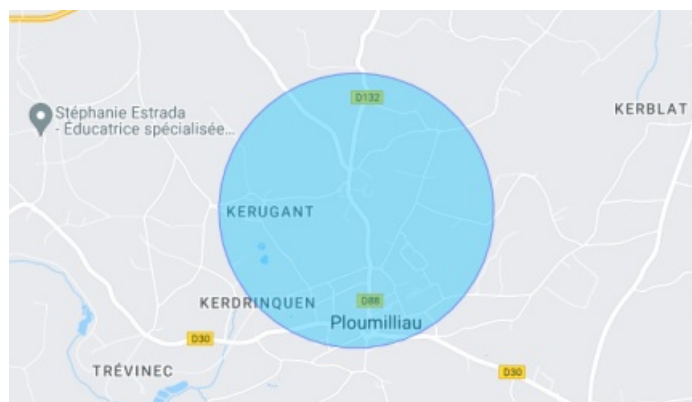 D132
Stéphanie Estrada
- Éducatrice spécialisée...
KERBLAT
KERUGANT
KERDRINQUEN
D88
Ploumilliau
D30
TRÉVINEC
D30